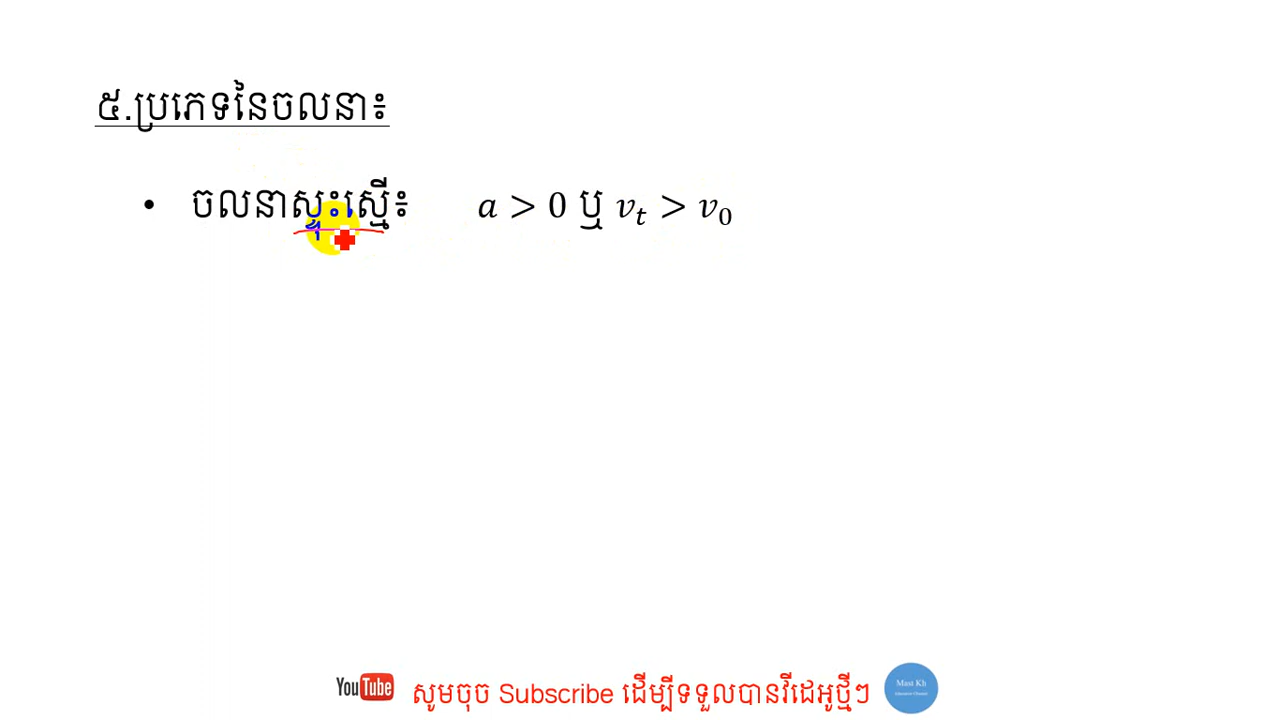 ៥.ប្រភេទនៃចលនា៖
• ចលនាស្ទុះស្មើ៖ a > 0 ឬ vₜ > v₀
YouTube សូមចុច Subscribe ដើម្បីទទួលបានវីដេអូថ្មីៗ